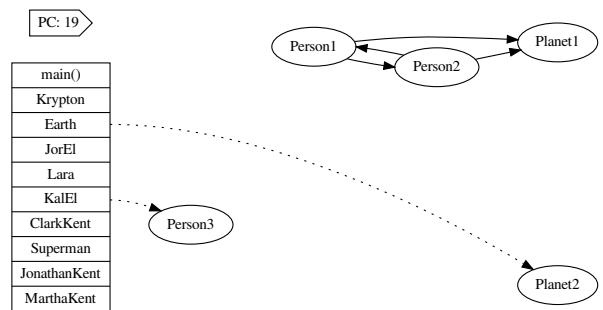 PC: 19
main()
Krypton
Earth
JorEl
Lara
KalEl
ClarkKent
Superman
JonathanKent
MarthaKent
Person1
Person2
Planet1
Person3
Planet2